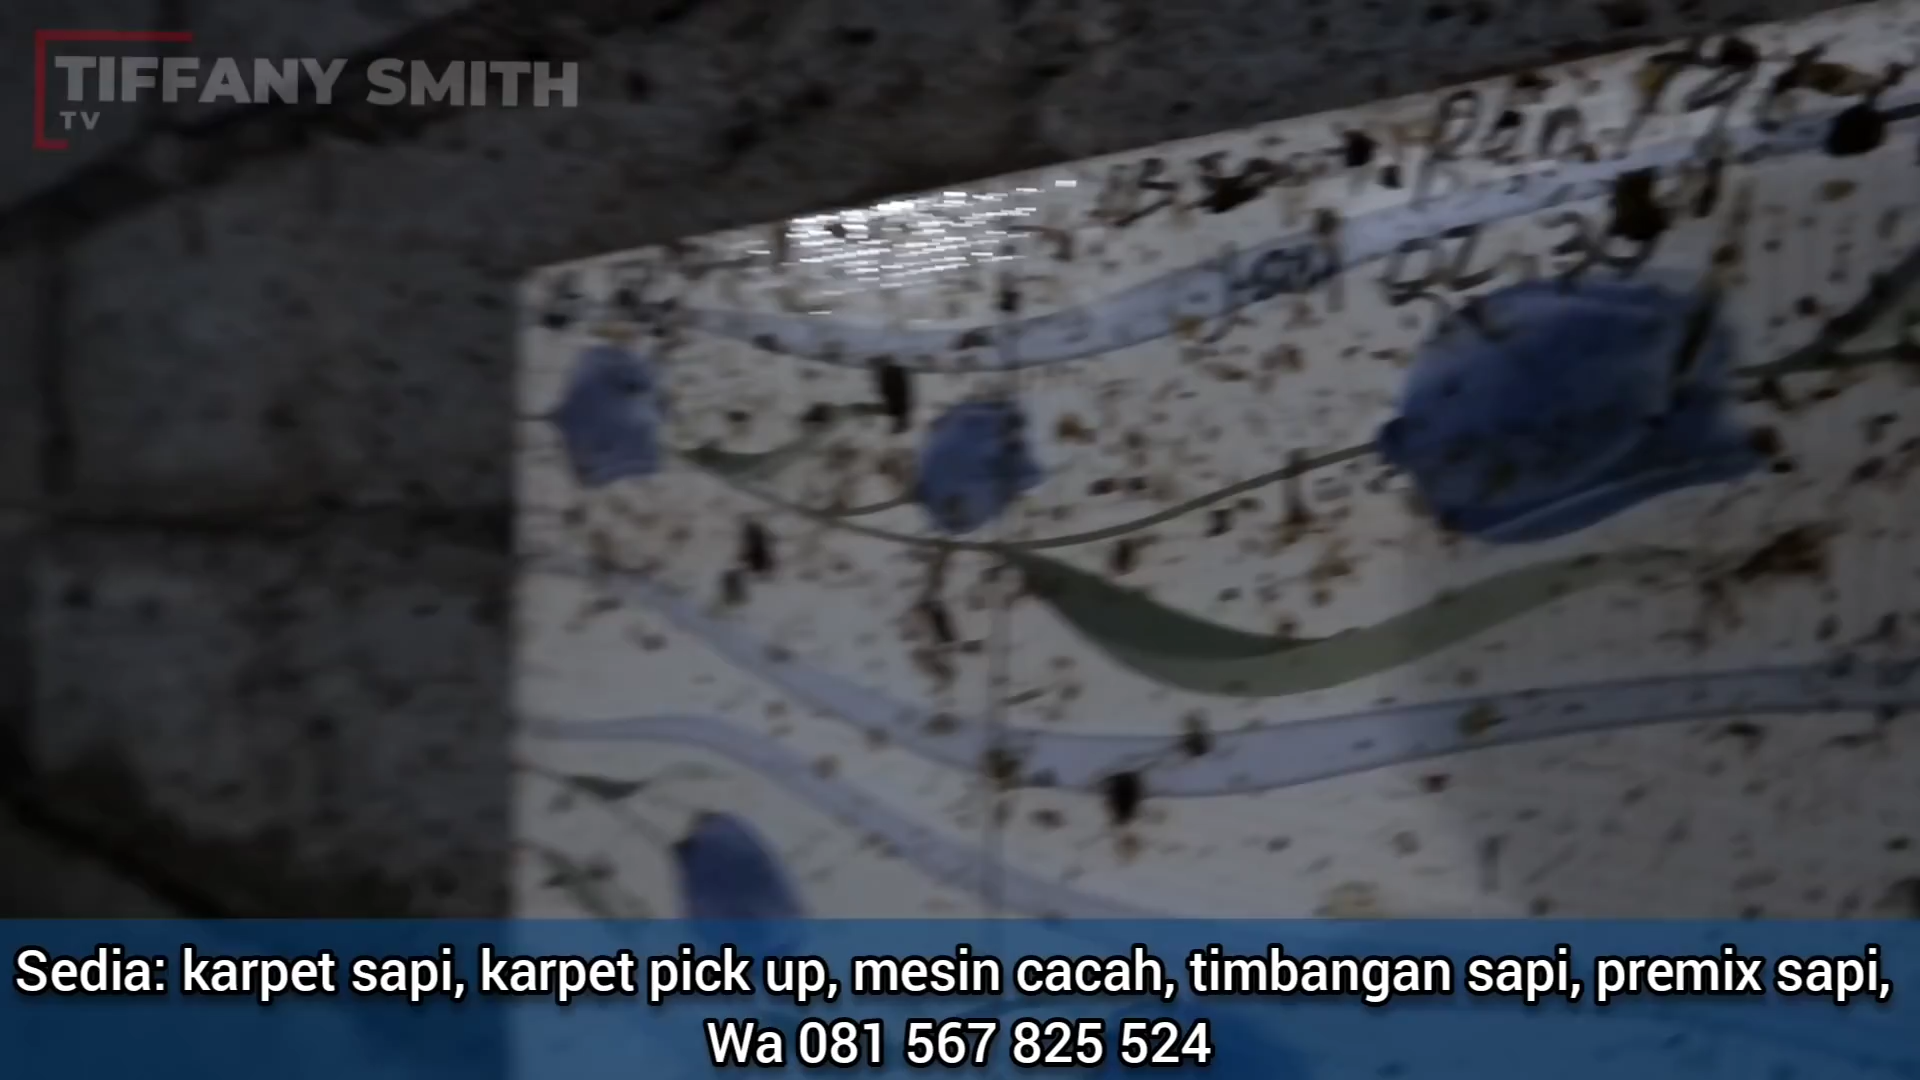 TIFFANY SMITH
TV
Sedia: karpet sapi, karpet pick up, mesin cacah, timbangan sapi, premix sapi,
Wa 081 567 825 524